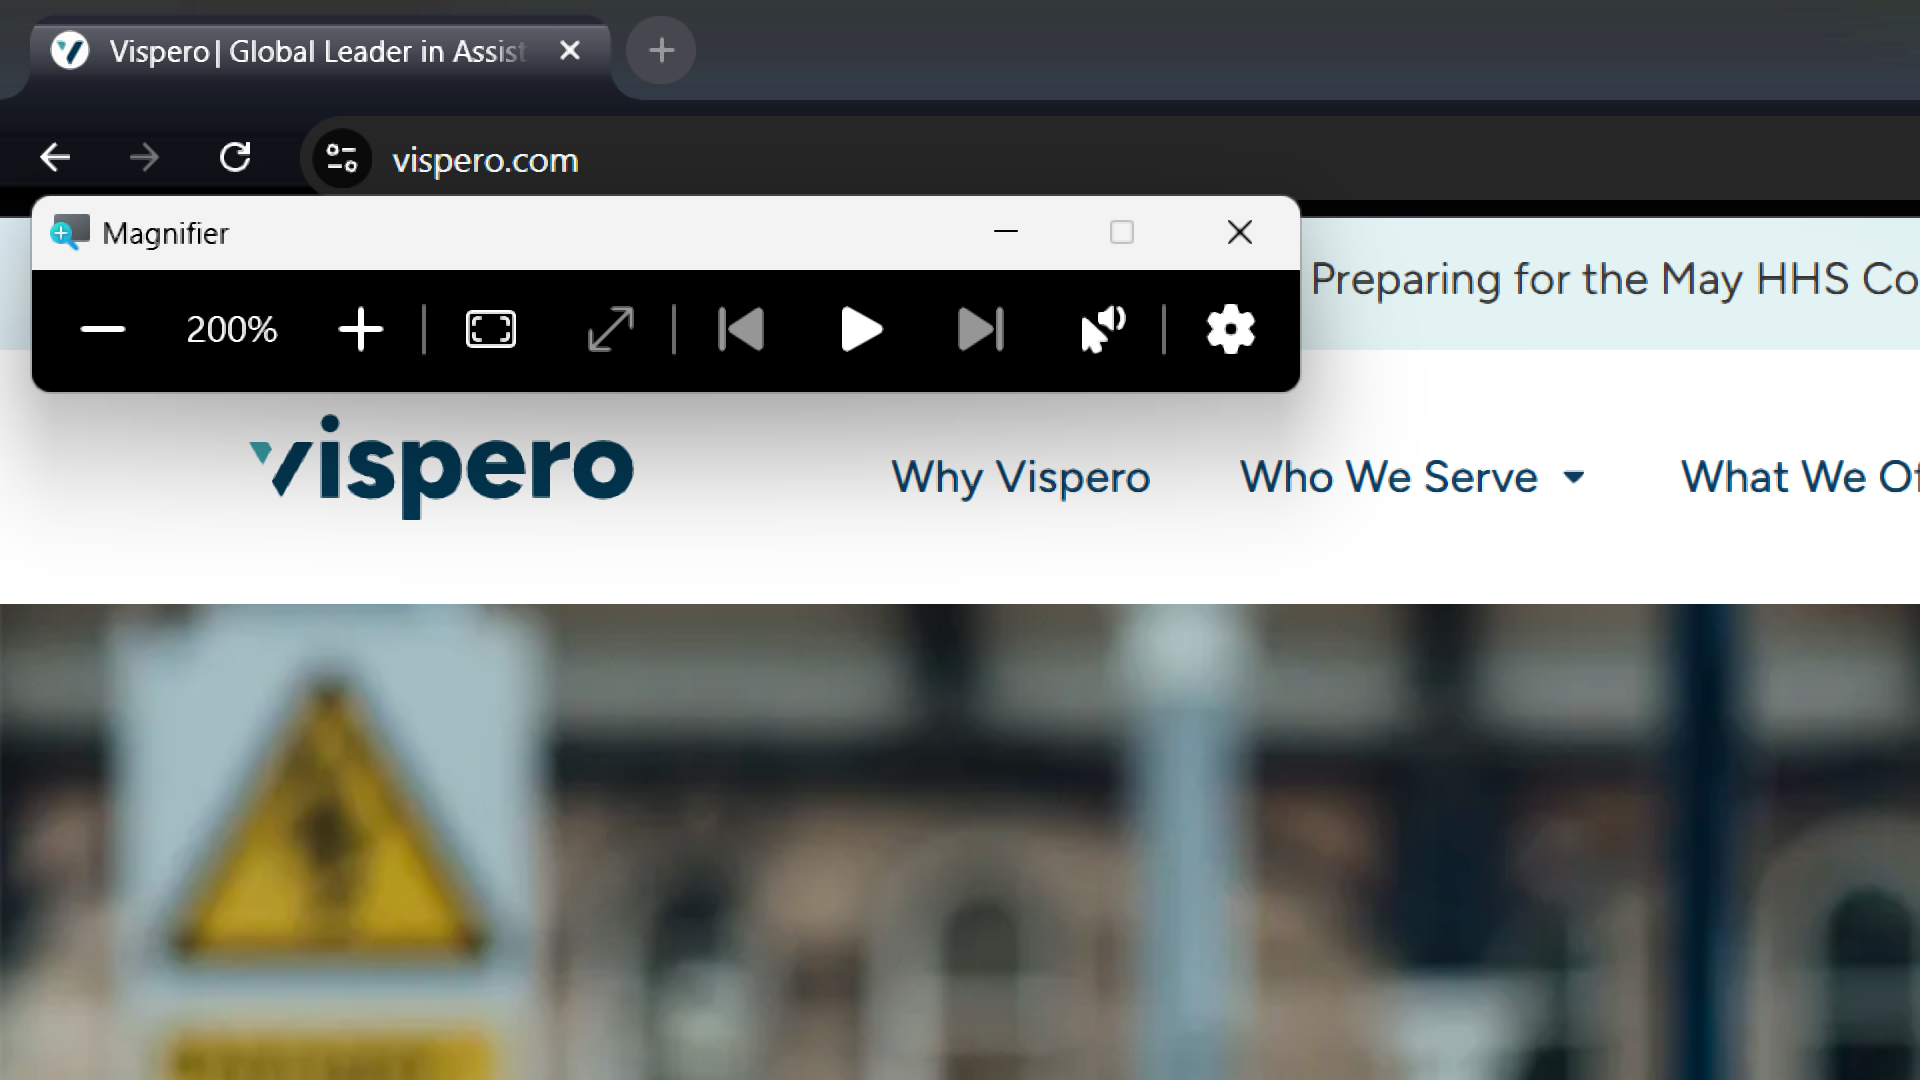 Vispero | Global Leader in Assist
vispero.com
Magnifier
200%
Preparing for the May HHS Co
vispero
Why Vispero
Who We Serve
What We Of